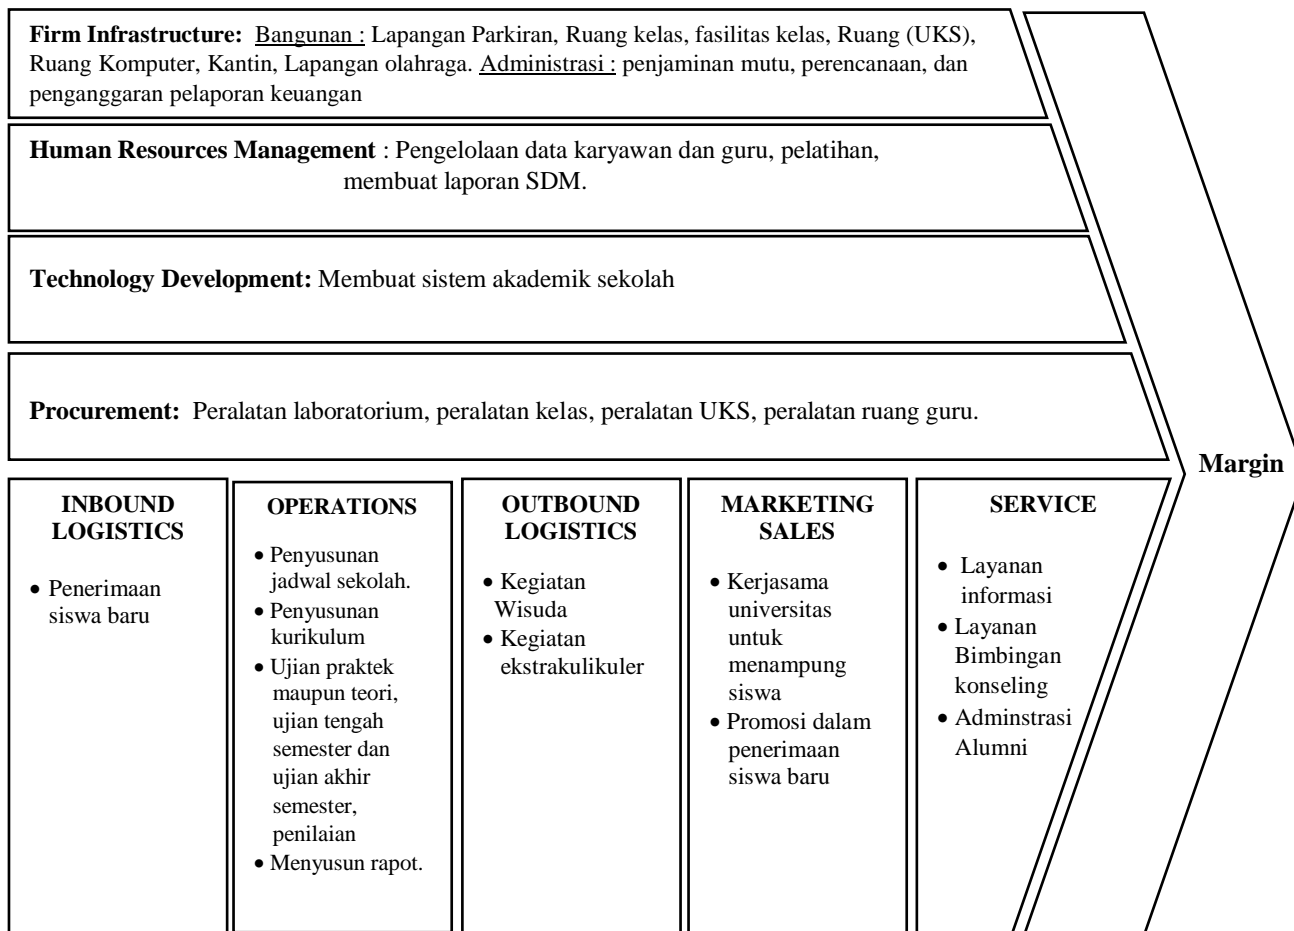 Firm Infrastructure: Bangunan : Lapangan Parkiran, Ruang kelas, fasilitas kelas, Ruang (UKS),
Ruang Komputer, Kantin, Lapangan olahraga. Administrasi : penjaminan mutu, perencanaan, dan
penganggaran pelaporan keuangan
Human Resources Management : Pengelolaan data karyawan dan guru, pelatihan,
membuat laporan SDM.
Technology Development: Membuat sistem akademik sekolah
Procurement: Peralatan laboratorium, peralatan kelas, peralatan UKS, peralatan ruang guru.
Margin
INBOUND
LOGISTICS
• Penerimaan
siswa baru
OPERATIONS
• Penyusunan
jadwal sekolah.
• Penyusunan
kurikulum
• Ujian praktek
maupun teori,
ujian tengah
semester dan
ujian akhir
semester,
penilaian
• Menyusun rapot.
OUTBOUND
LOGISTICS
• Kegiatan
Wisuda
• Kegiatan
ekstrakulikuler
MARKETING
SALES
• Kerjasama
universitas
untuk
menampung
siswa
• Promosi dalam
penerimaan
siswa baru
SERVICE
• Layanan
informasi
• Layanan
Bimbingan
konseling
• Adminstrasi
Alumni